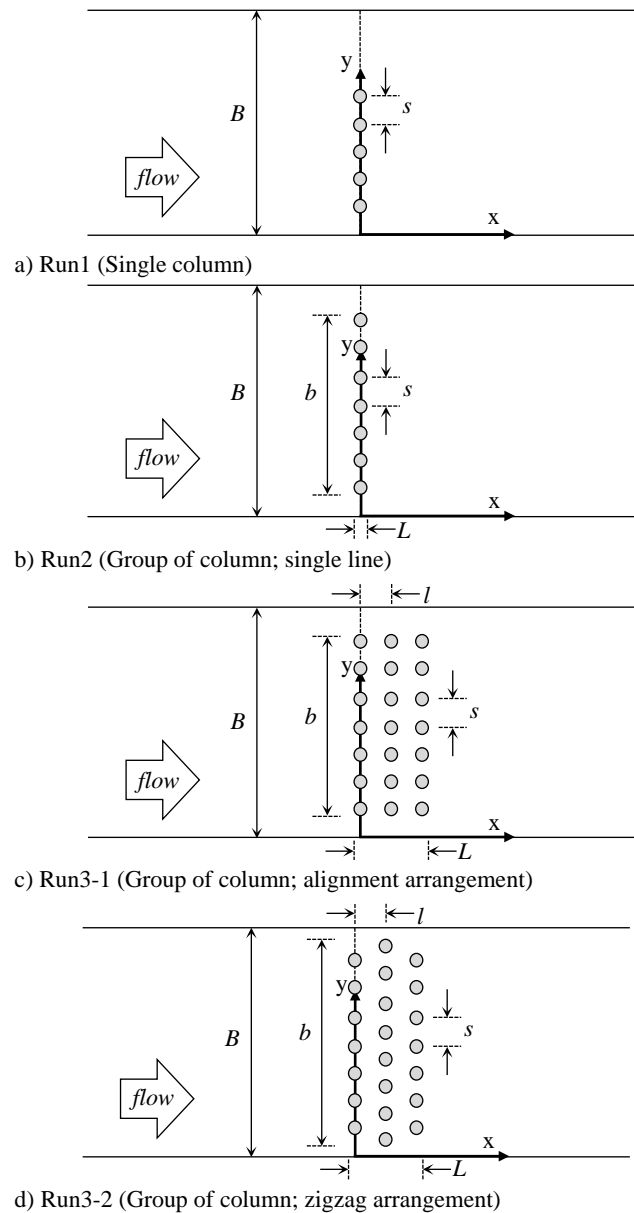 y
s
B
flow
x
a) Run1 (Single column)
b
y
s
B
flow
x
L
b) Run2 (Group of column; single line)
l
y
b
s
B
flow
x
L
c) Run3-1 (Group of column; alignment arrangement)
l
y
b
s
B
flow
x
L
d) Run3-2 (Group of column; zigzag arrangement)